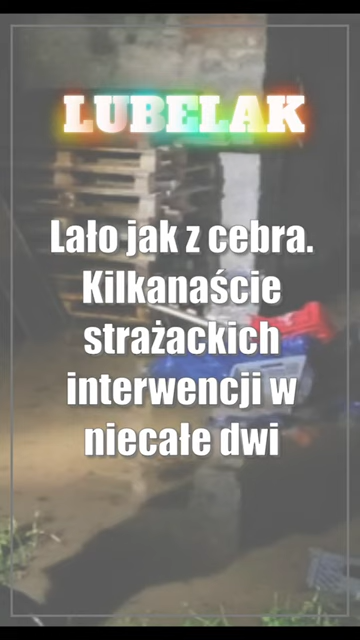 LUBELAK
Lało jak z cebra.
Kilkanaście
strażackich
interwencji w
niecałe dwi